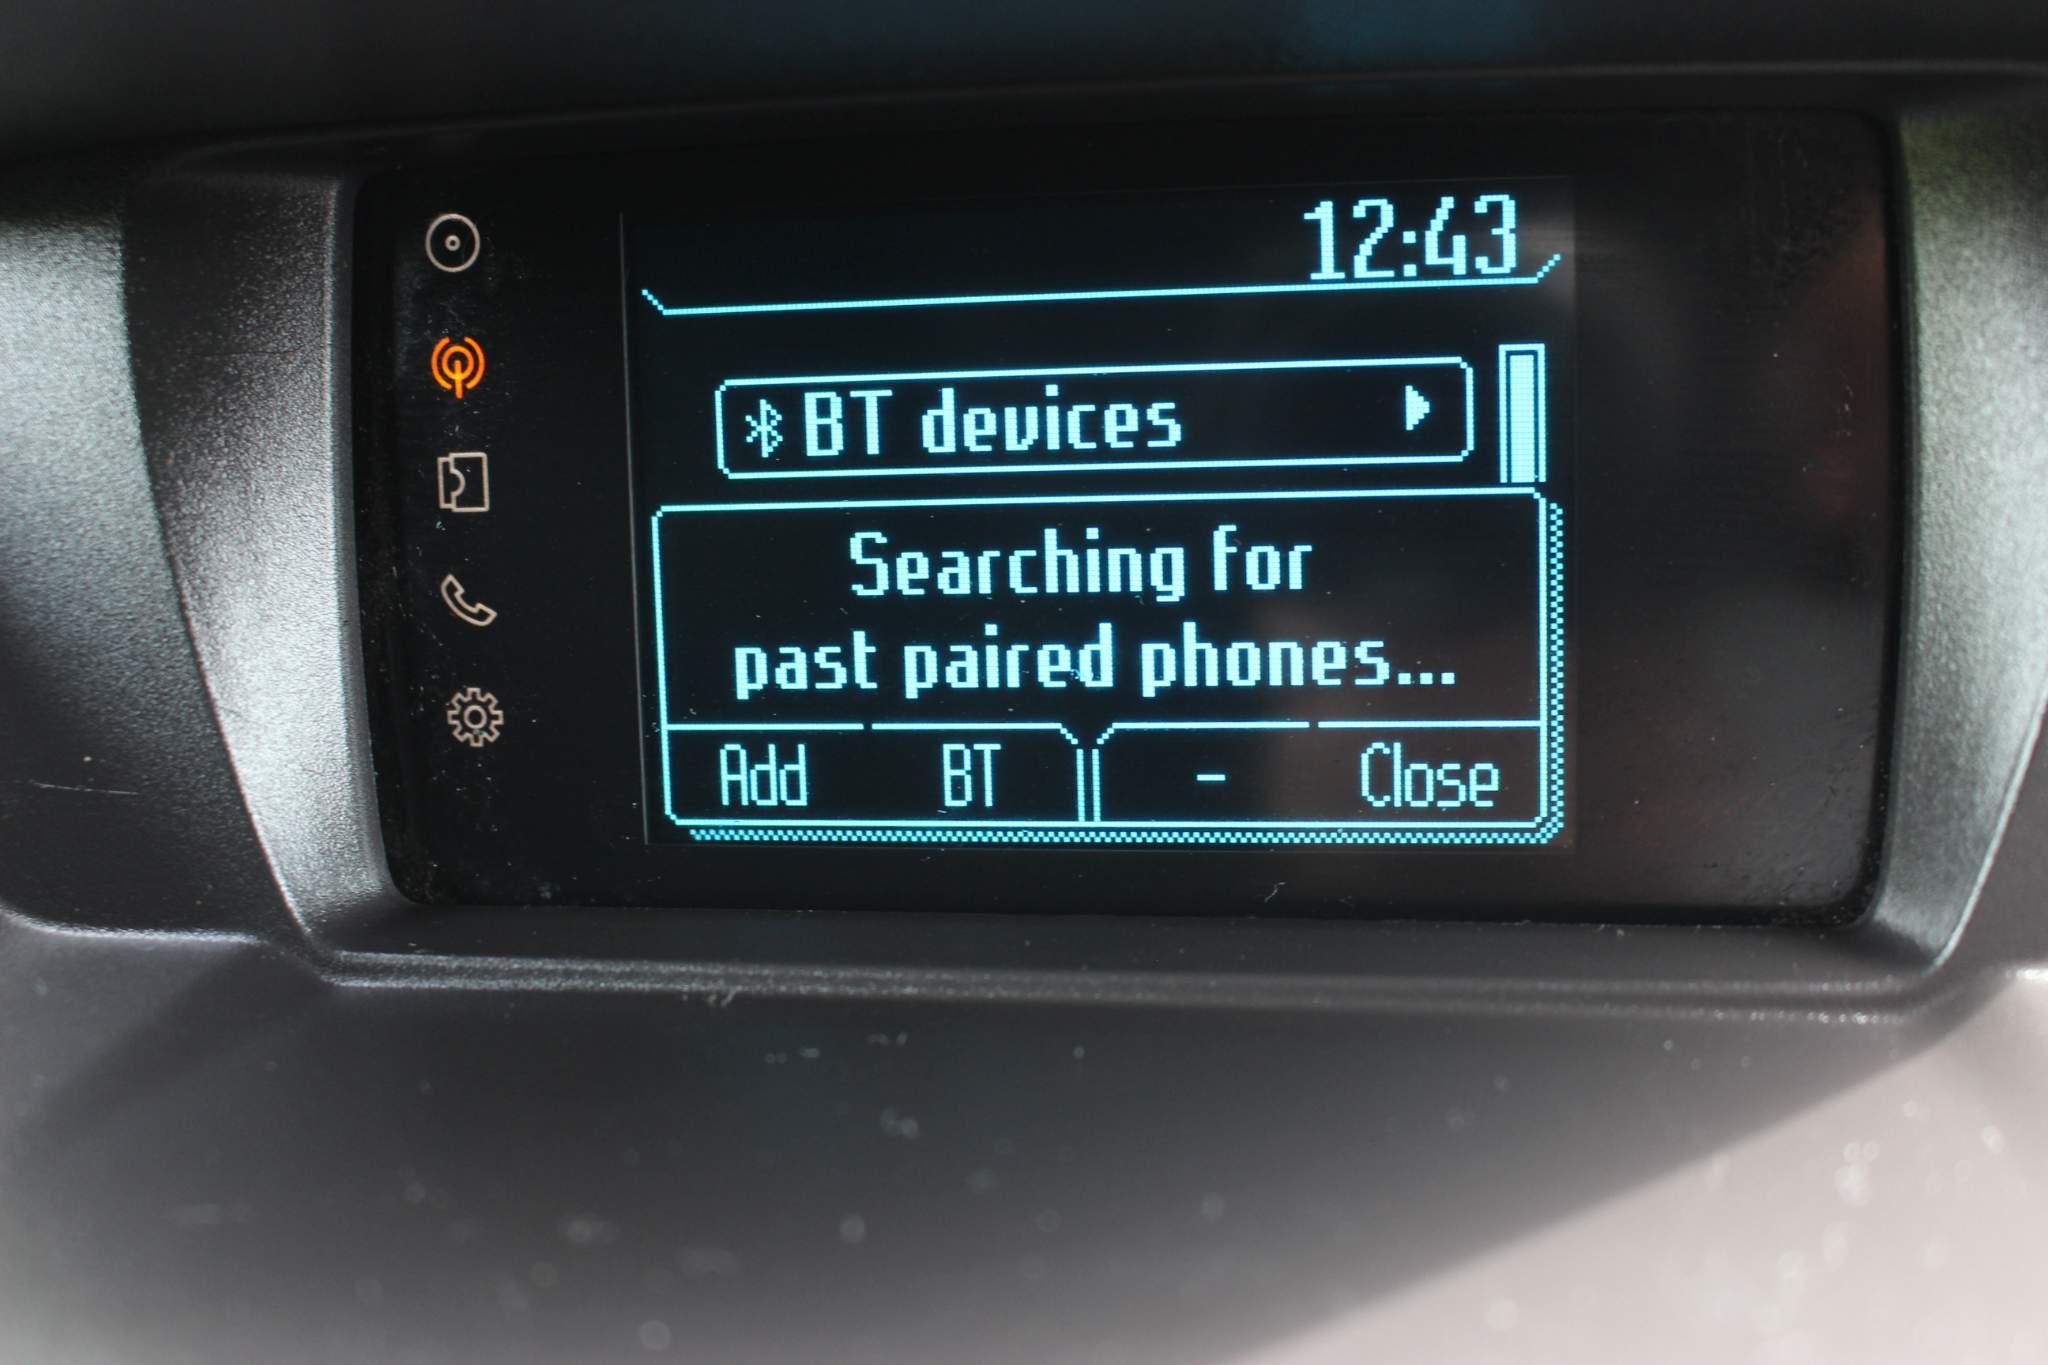 12:43
BT devices
Searching for
past paired phones...
Add BT - Close